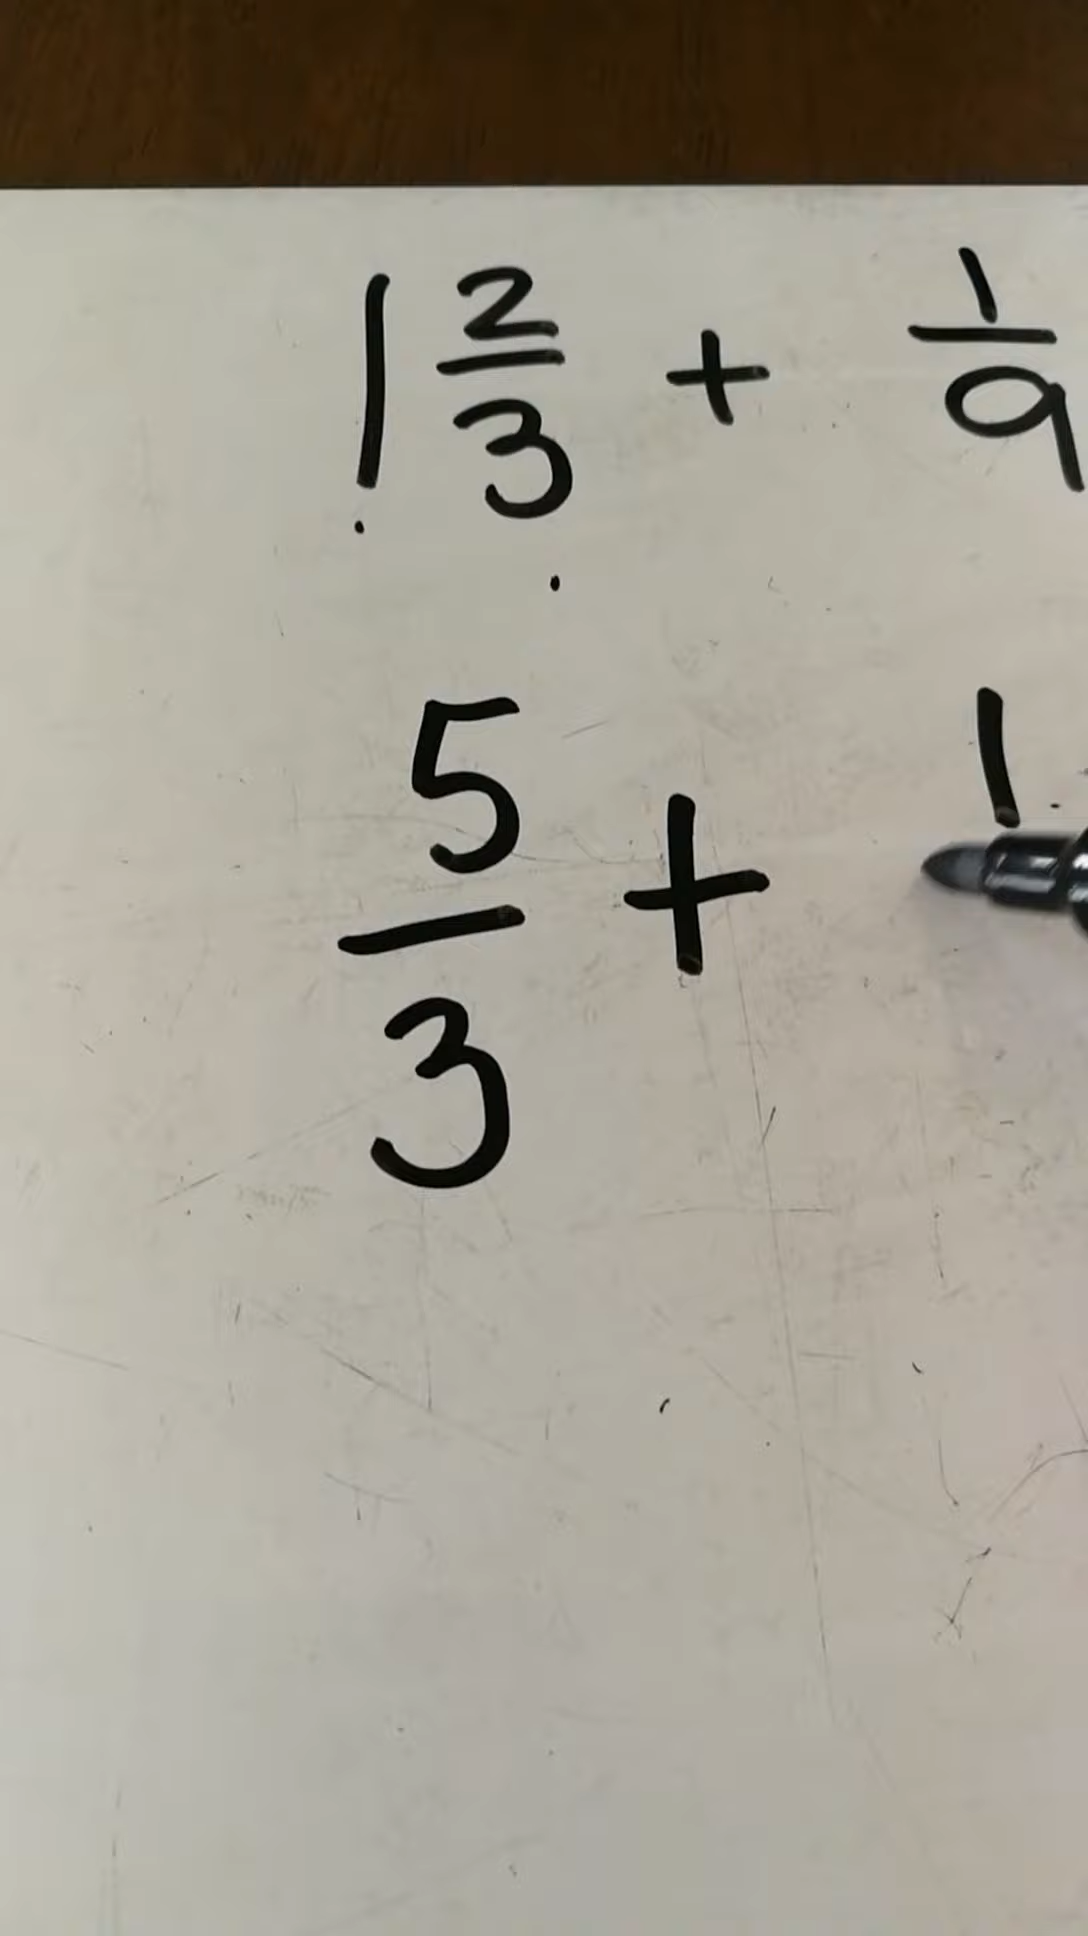 1 2/3 + 1/9
5/3 + 1